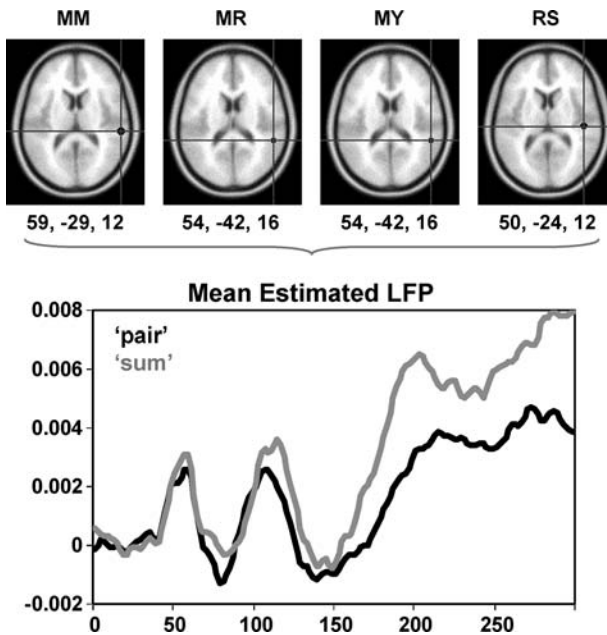 MM MR MY RS
59, -29, 12 54, -42, 16 54, -42, 16 50, -24, 12
Mean Estimated LFP
0.008
'pair'
'sum'
0.006
0.004
0.002
0
-0.002
0 50 100 150 200 250